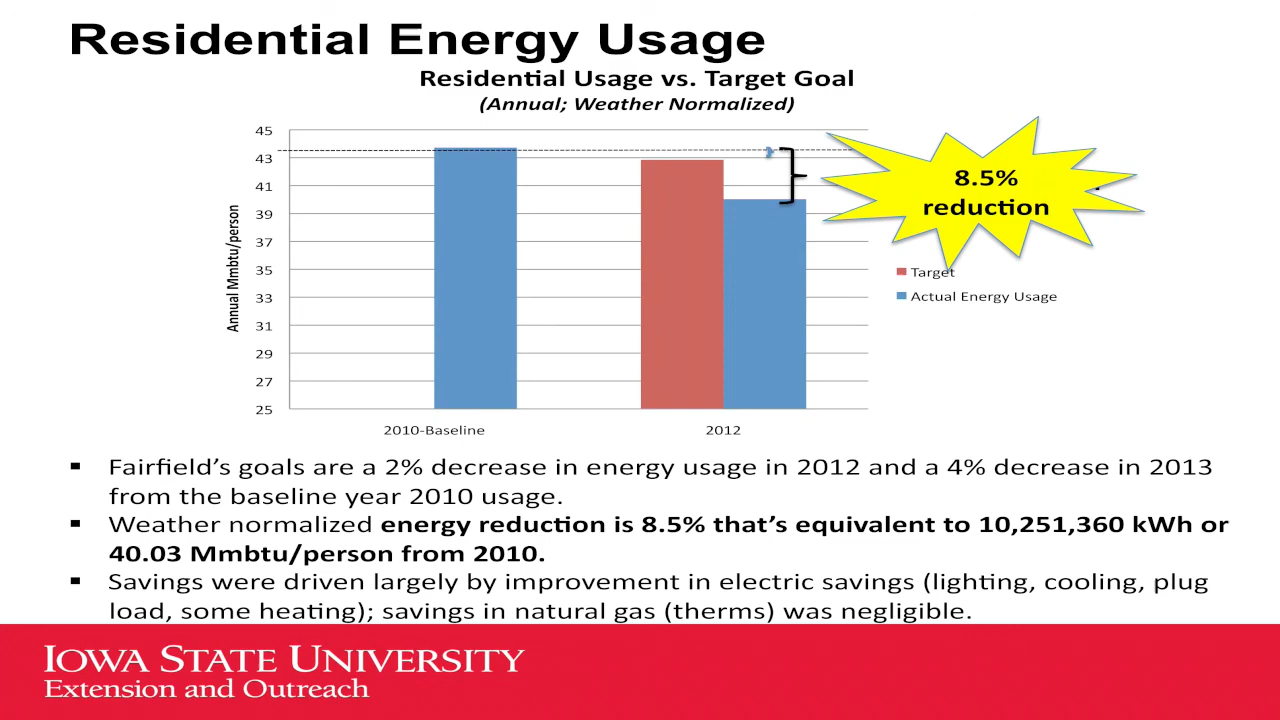 Residential Energy Usage
Residential Usage vs. Target Goal
(Annual; Weather Normalized)
45
43
41
39
37
35
33
31
29
27
25
Annual Mmbtu/person
2010-Baseline
2012
8.5%
reduction
Target
Actual Energy Usage
▪ Fairfield’s goals are a 2% decrease in energy usage in 2012 and a 4% decrease in 2013
from the baseline year 2010 usage.
▪ Weather normalized energy reduction is 8.5% that’s equivalent to 10,251,360 kWh or
40.03 Mmbtu/person from 2010.
▪ Savings were driven largely by improvement in electric savings (lighting, cooling, plug
load, some heating); savings in natural gas (therms) was negligible.
IOWA STATE UNIVERSITY
Extension and Outreach